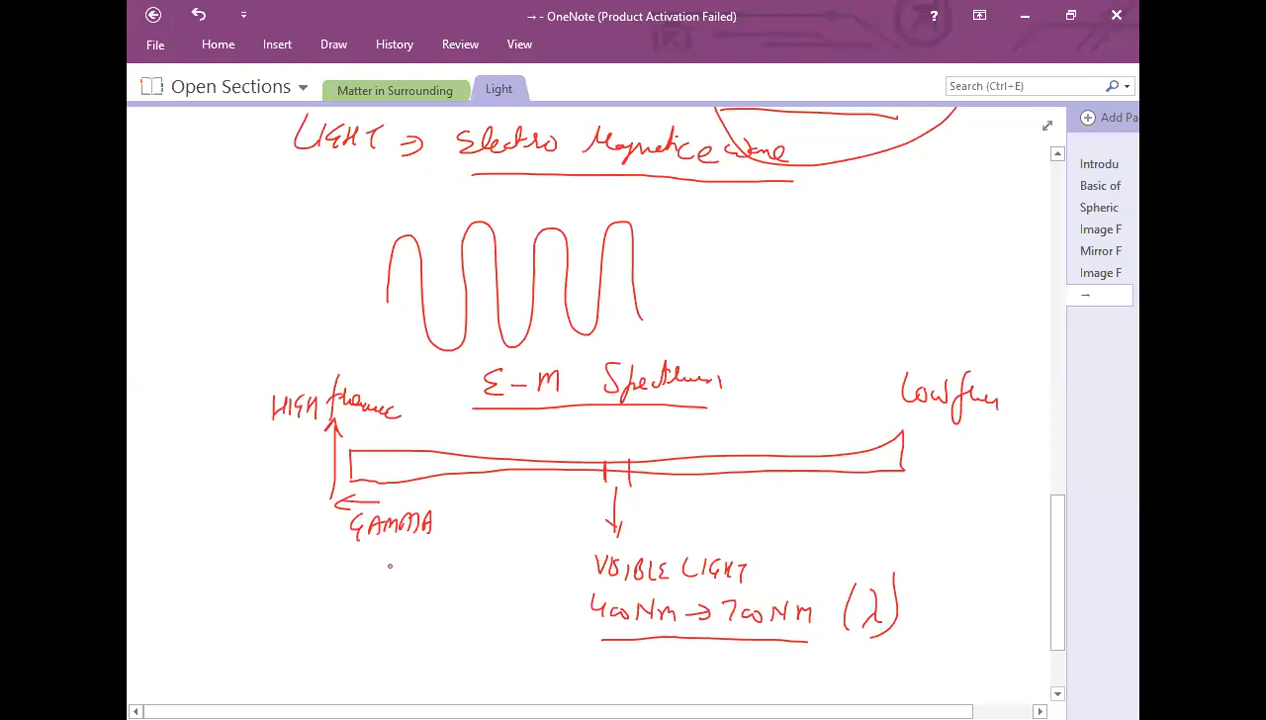 → - OneNote (Product Activation Failed)
?
File Home Insert Draw History Review View
Open Sections Matter in Surrounding Light
Search (Ctrl+E)
Add Pa
LIGHT ⇒ Electro Magnetice wave
Introdu
Basic of
Spheric
Image F
Mirror F
Image F
→
E-M Spectrum
HIGH
Low
GAMMA
VISIBLE LIGHT
400NM → 700NM (λ)